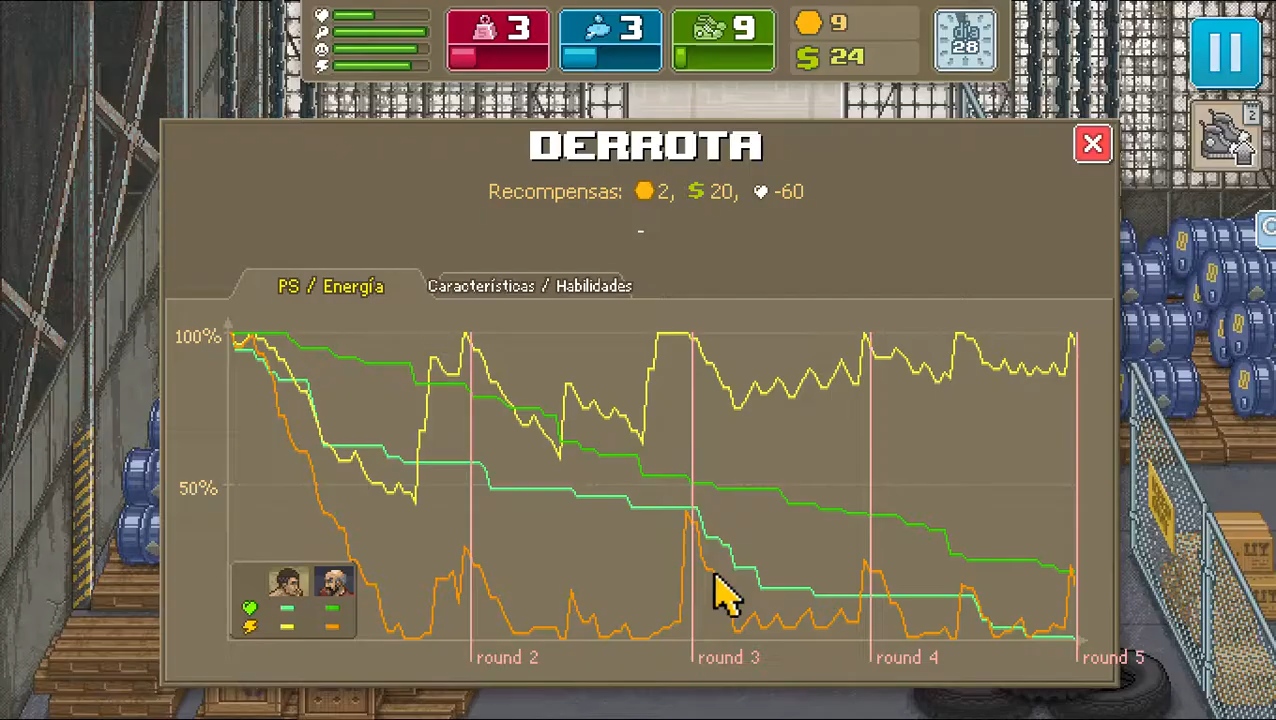 3
3
9
9
24
día
28
2
DERROTA
Recompensas: 2, $ 20, -60
-
PS / Energía
Características / Habilidades
100%
50%
round 2
round 3
round 4
round 5